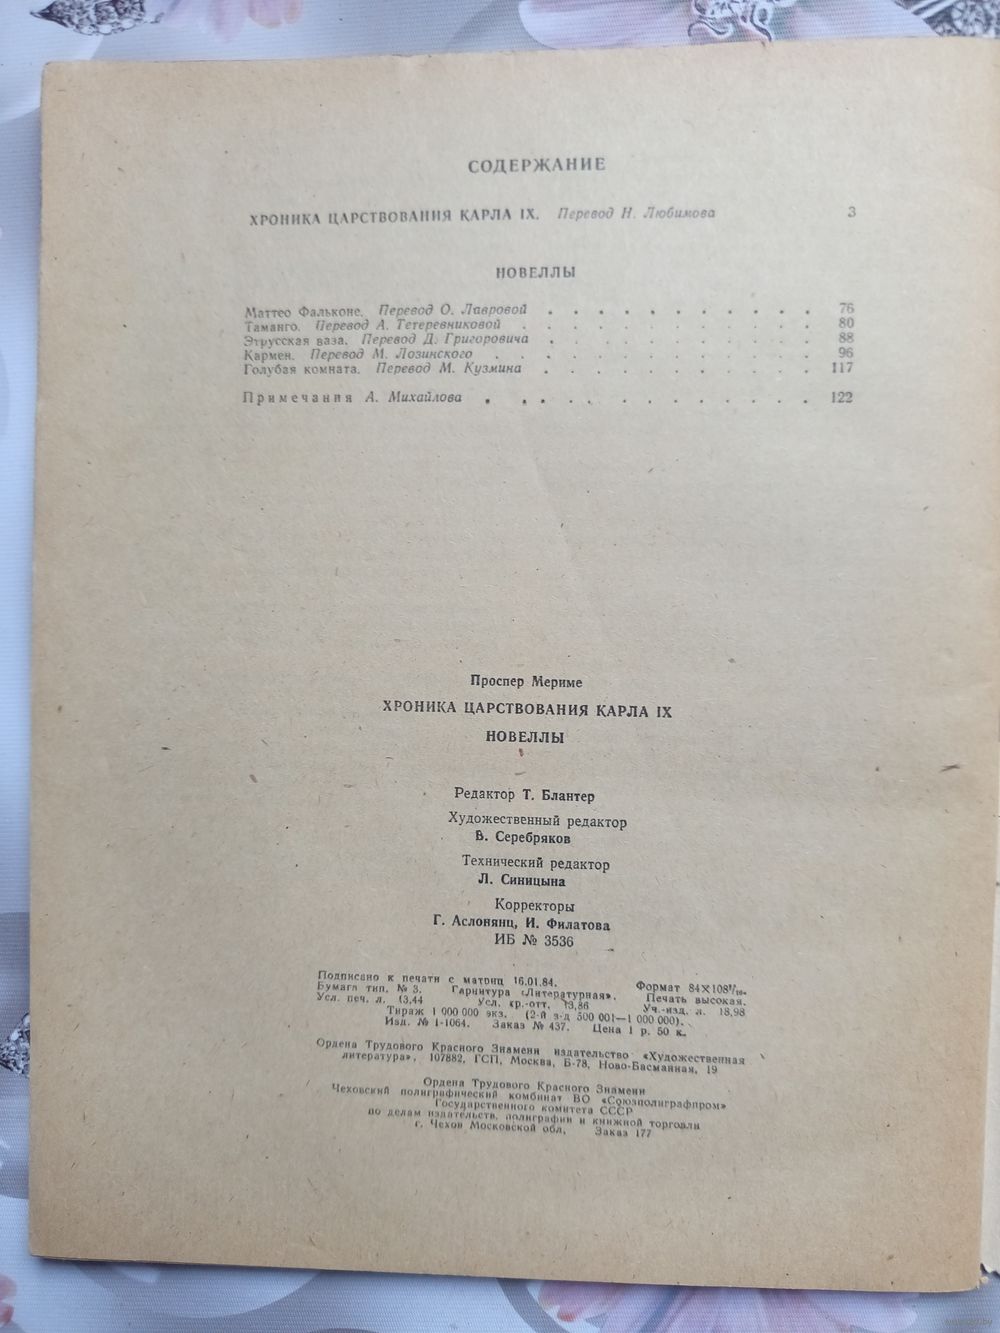 СОДЕРЖАНИЕ
ХРОНИКА ЦАРСТВОВАНИЯ КАРЛА IX. Перевод Н. Любимова 3
НОВЕЛЛЫ
Маттео Фальконе. Перевод О. Лавровой . . . . . . . . . . . 76
Таманго. Перевод А. Тетеревниковой . . . . . . . . . . . . 80
Этрусская ваза. Перевод Д. Григоровича . . . . . . . . . . . 88
Кармен. Перевод М. Лозинского . . . . . . . . . . . . . 96
Голубая комната. Перевод М. Кузмина . . . . . . . . . . . 117
Примечания А. Михайлова . . . . . . . . . . . . . 122
Проспер Мериме
ХРОНИКА ЦАРСТВОВАНИЯ КАРЛА IX
НОВЕЛЛЫ
Редактор Т. Блантер
Художественный редактор
В. Серебряков
Технический редактор
Л. Синицына
Корректоры
Г. Аслонянц, И. Филатова
ИБ № 3536
Подписано к печати с матриц 16.01.84. Формат 84×108¹/₁₆.
Бумага тип. № 3. Гарнитура «Литературная». Печать высокая.
Усл. печ. л. 13,44 Усл. кр.-отт. 13,86 Уч.-изд. л. 18,98
Тираж 1 000 000 экз. (2-й з-д 500 001—1 000 000).
Изд. № 1-1064. Заказ № 437. Цена 1 р. 50 к.
Ордена Трудового Красного Знамени издательство «Художественная
литература», 107882, ГСП, Москва, Б-78, Ново-Басманная, 19
Ордена Трудового Красного Знамени
Чеховский полиграфический комбинат ВО «Союзполиграфпром»
Государственного комитета СССР
по делам издательств, полиграфии и книжной торговли
г. Чехов Московской обл. Заказ 177